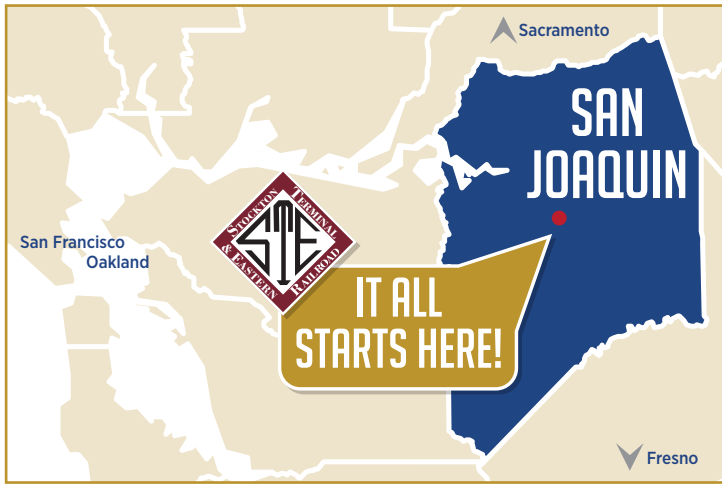 Sacramento
SAN
JOAQUIN
STOCKTON
TERMINAL
& EASTERN
RAILROAD
STE
San Francisco
Oakland
IT ALL
STARTS HERE!
Fresno